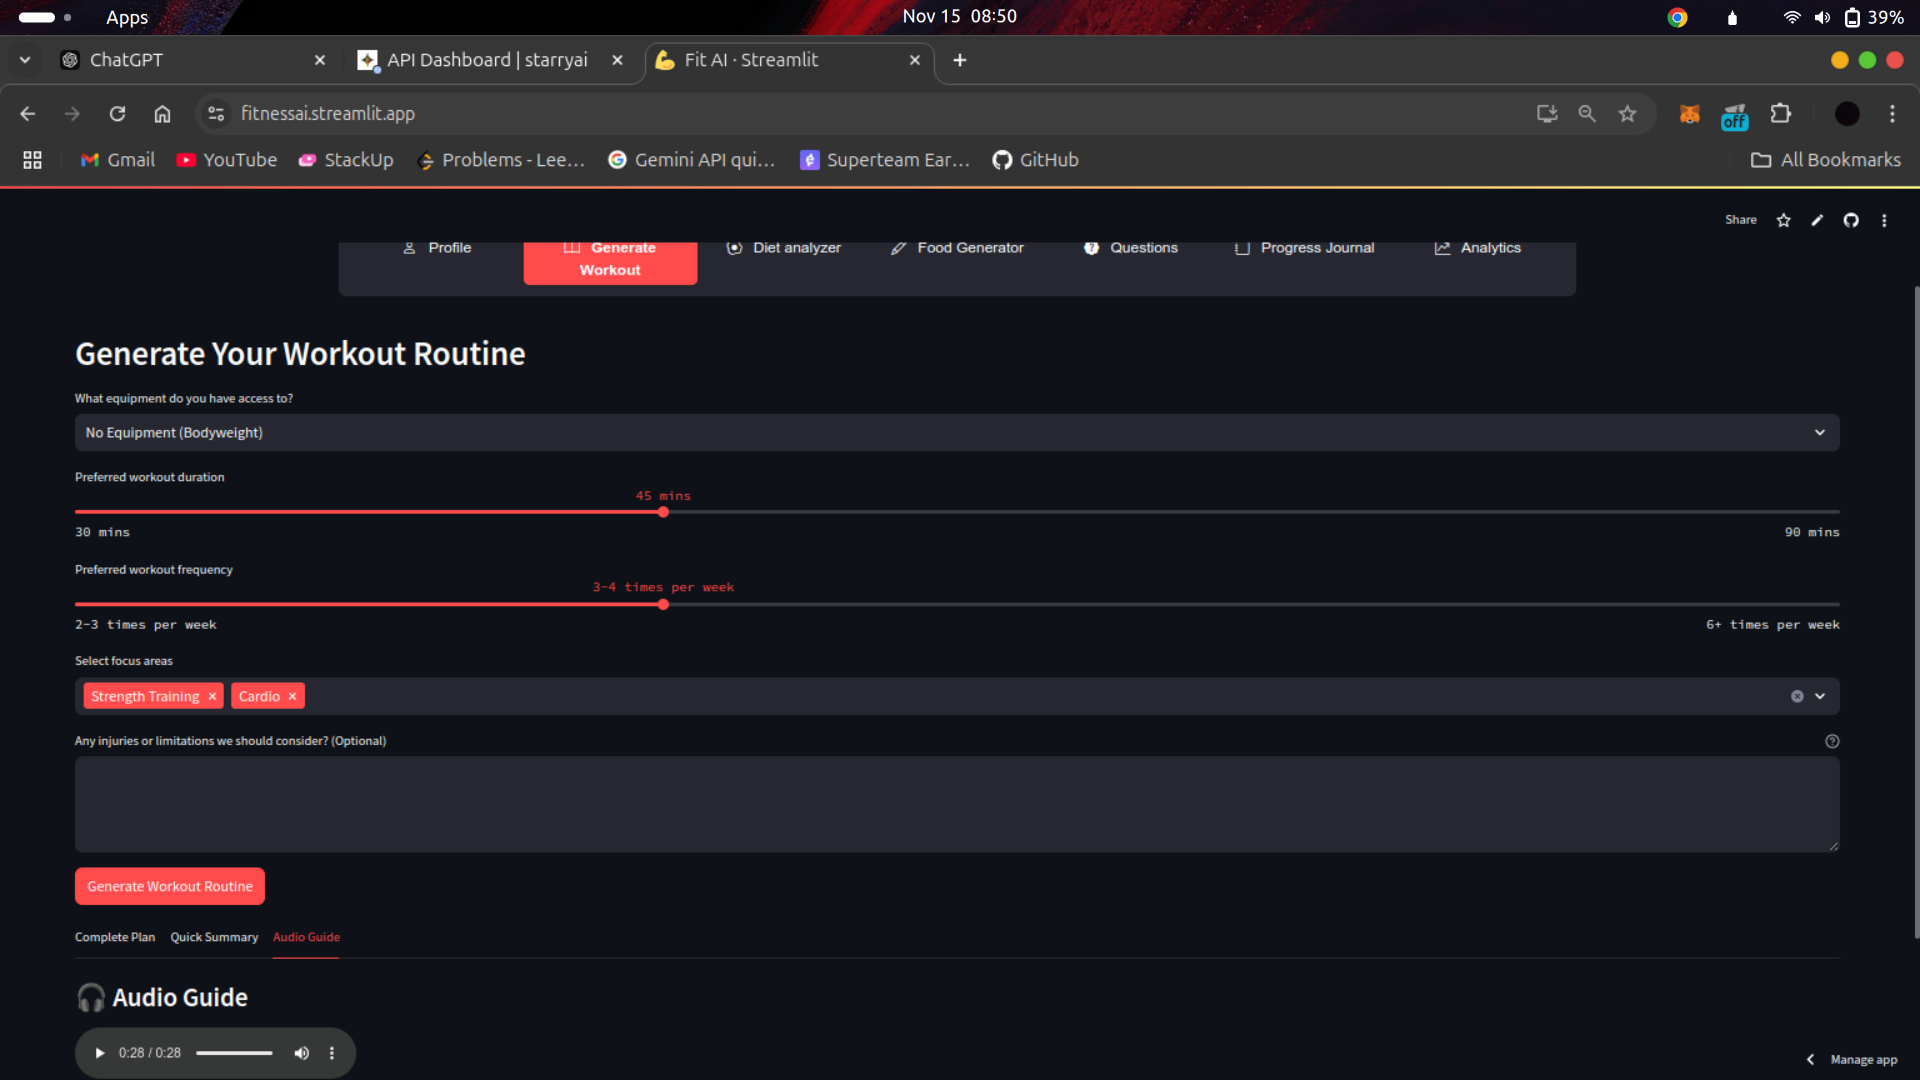 Apps
Nov 15 08:50
39%
ChatGPT
API Dashboard | starryai
Fit AI · Streamlit
fitnessai.streamlit.app
off
Gmail
YouTube
StackUp
Problems - Lee...
Gemini API qui...
Superteam Ear...
GitHub
All Bookmarks
Share
Profile
Generate
Workout
Diet analyzer
Food Generator
Questions
Progress Journal
Analytics
Generate Your Workout Routine
What equipment do you have access to?
No Equipment (Bodyweight)
Preferred workout duration
45 mins
30 mins
90 mins
Preferred workout frequency
3-4 times per week
2-3 times per week
6+ times per week
Select focus areas
Strength Training
Cardio
Any injuries or limitations we should consider? (Optional)
Generate Workout Routine
Complete Plan
Quick Summary
Audio Guide
Audio Guide
0:28 / 0:28
Manage app